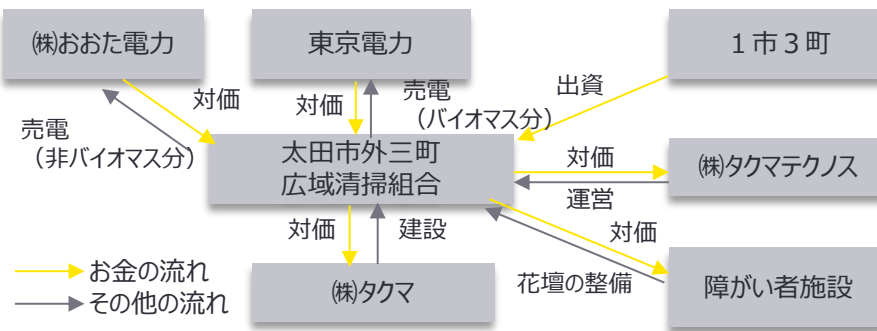 ㈱おおた電力
東京電力
１市３町
対価
対価
売電
（バイオマス分）
出資
売電
（非バイオマス分）
太田市外三町
広域清掃組合
対価
運営
㈱タクマテクノス
対価
建設
対価
花壇の整備
お金の流れ
その他の流れ
㈱タクマ
障がい者施設